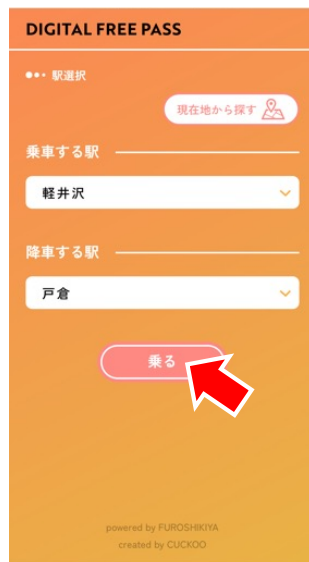 DIGITAL FREE PASS
駅選択
現在地から探す
乗車する駅
軽井沢
降車する駅
戸倉
乗る
powered by FUROSHIKIYA
created by CUCKOO